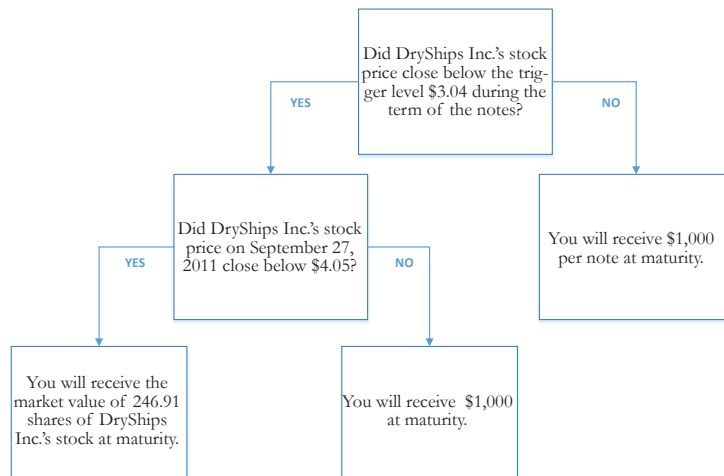 Did DryShips Inc.'s stock
price close below the trig-
ger level $3.04 during the
term of the notes?
YES
NO
Did DryShips Inc.'s stock
price on September 27,
2011 close below $4.05?
You will receive $1,000
per note at maturity.
YES
NO
You will receive the
market value of 246.91
shares of DryShips
Inc.'s stock at maturity.
You will receive $1,000
at maturity.